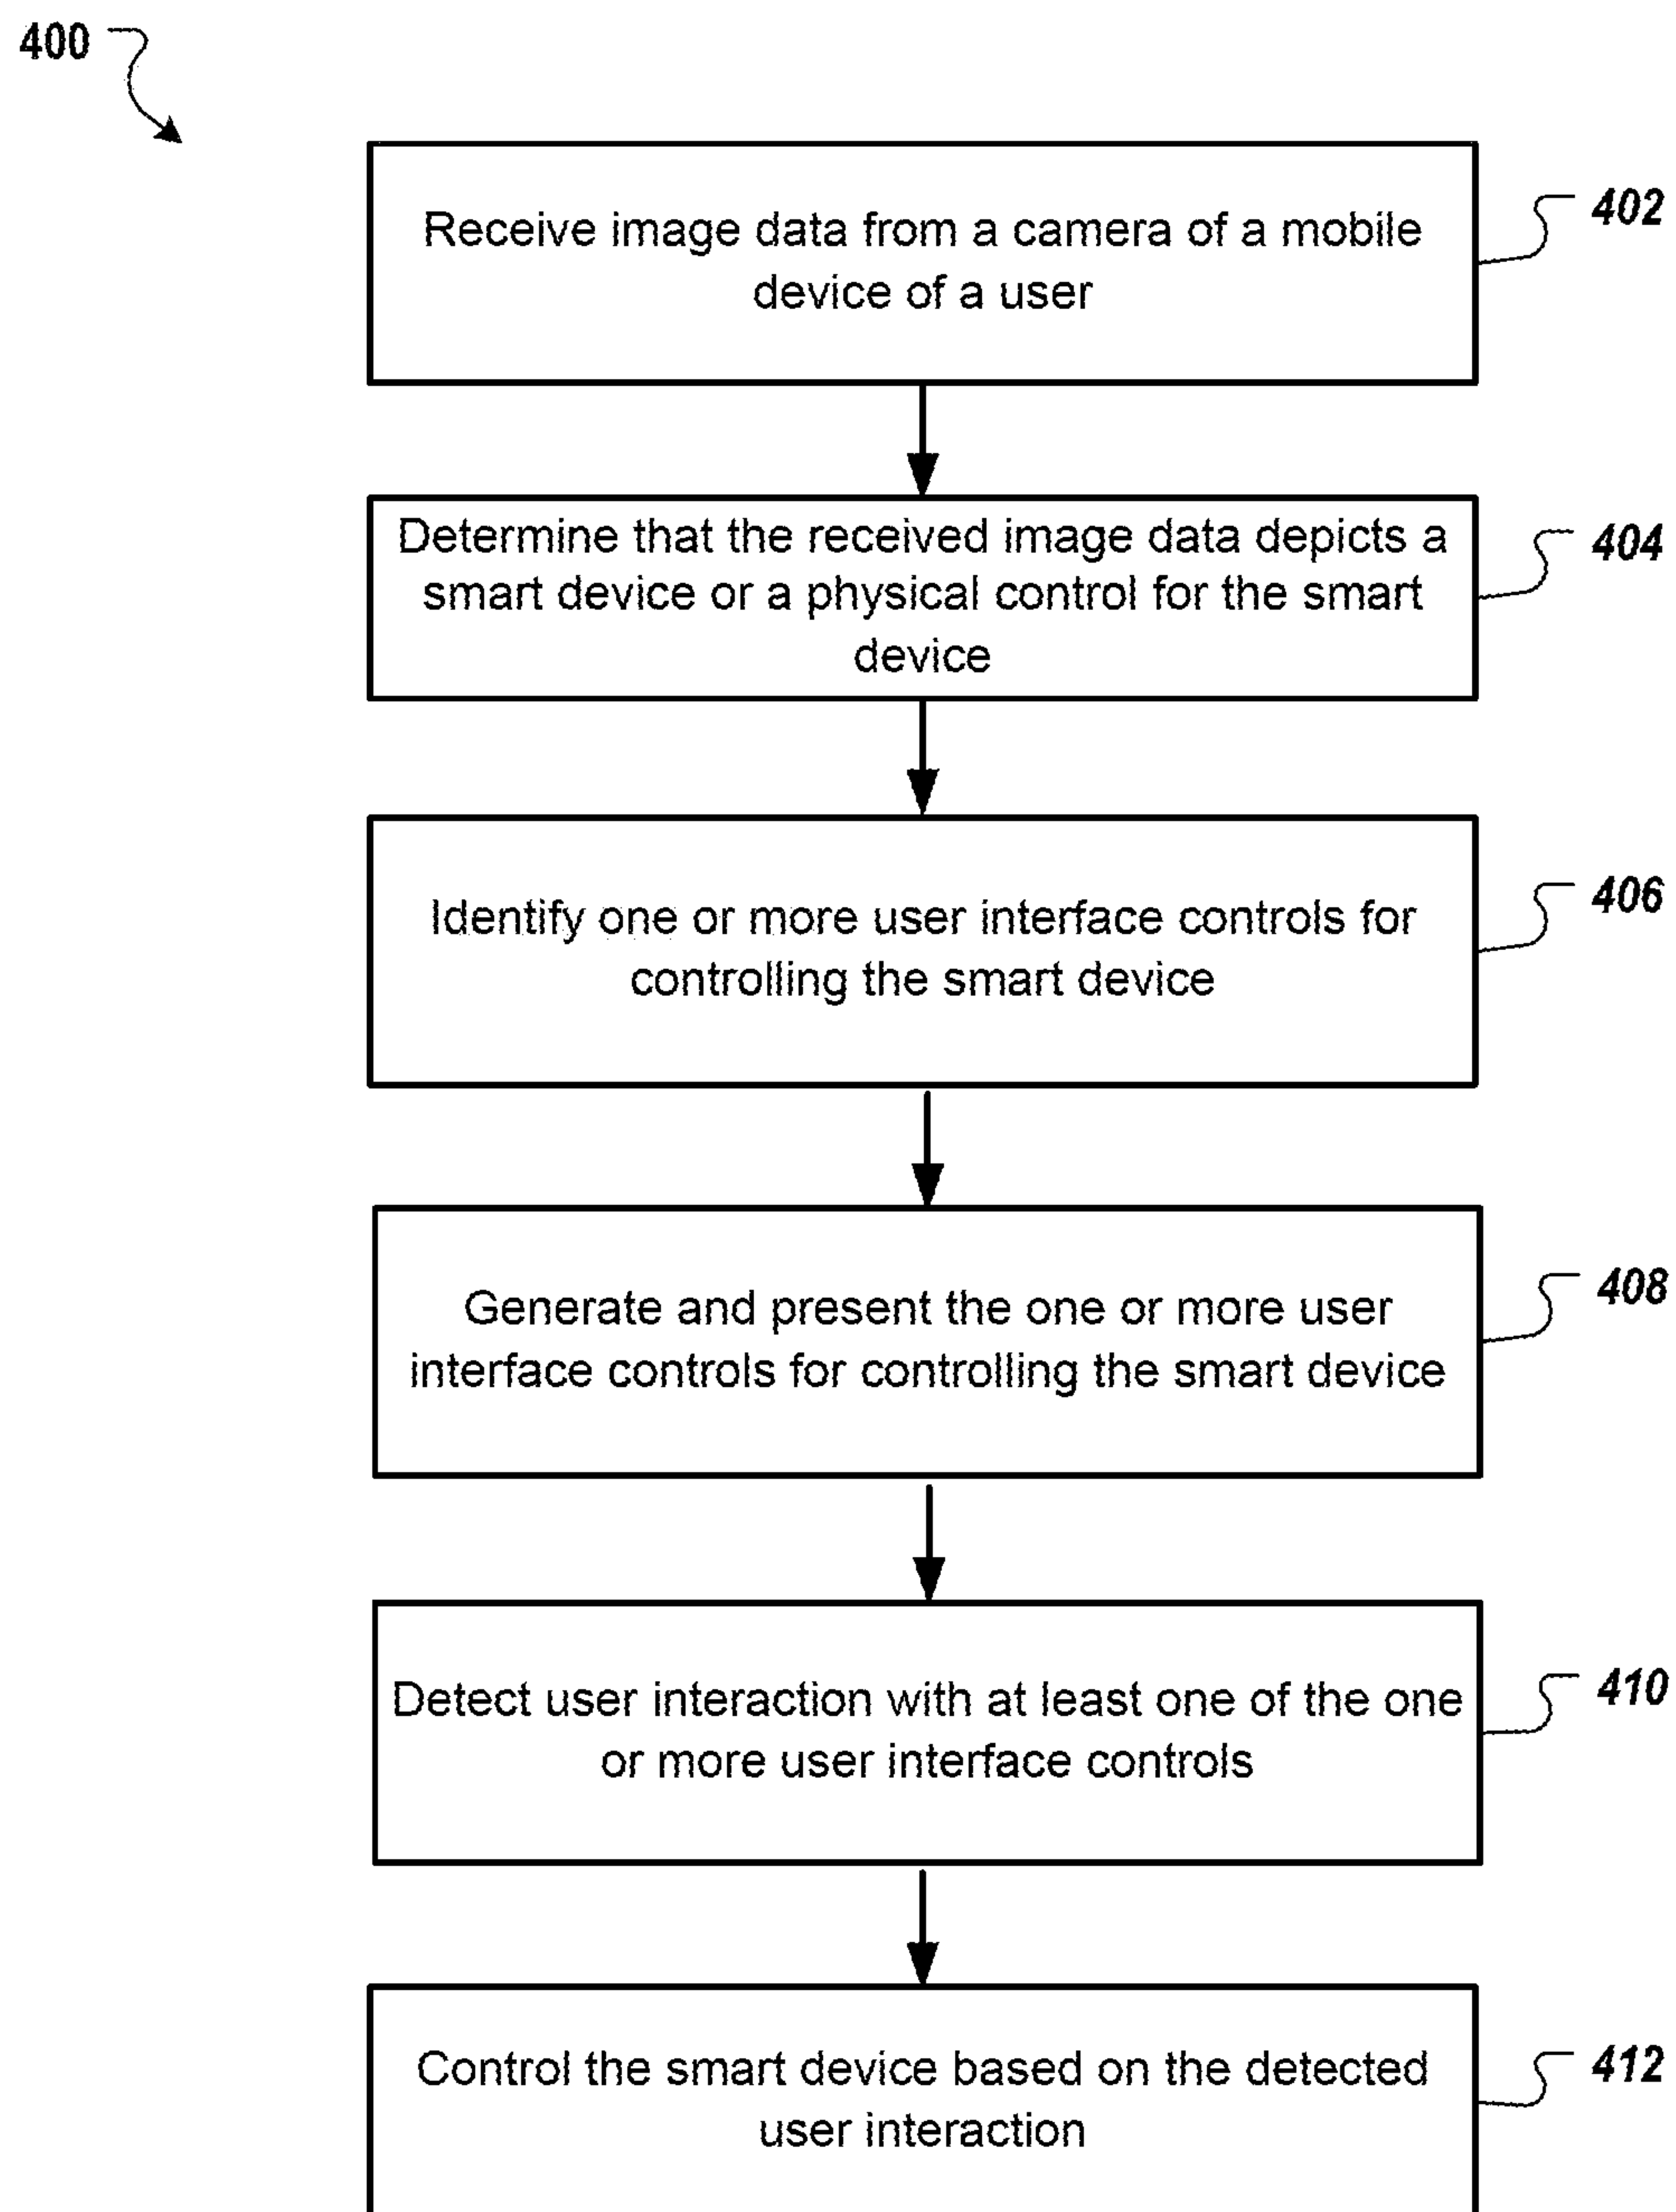 400
Receive image data from a camera of a mobile
device of a user
402
Determine that the received image data depicts a
smart device or a physical control for the smart
device
404
Identify one or more user interface controls for
controlling the smart device
406
Generate and present the one or more user
interface controls for controlling the smart device
408
Detect user interaction with at least one of the one
or more user interface controls
410
Control the smart device based on the detected
user interaction
412